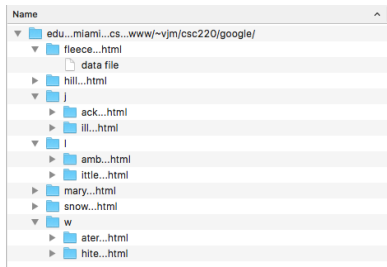 Name
edu...miami...cs...www/~vjm/csc220/google/
fleece...html
data file
hill...html
j
ack...html
ill...html
l
amb...html
ittle...html
mary...html
snow...html
w
ater...html
hite...html